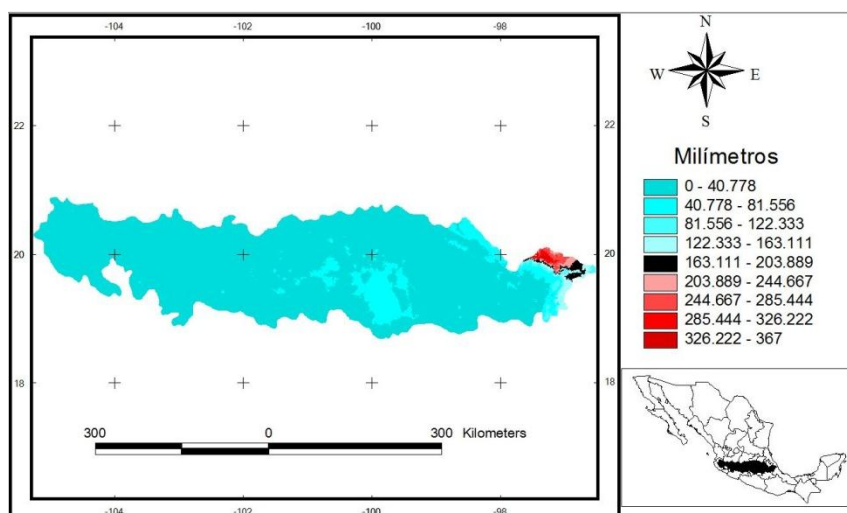 -104 -102 -100 -98
22 22
20 20
18 18
300 0 300 Kilometers
-104 -102 -100 -98
N
W E
S
Milímetros
0 - 40.778
40.778 - 81.556
81.556 - 122.333
122.333 - 163.111
163.111 - 203.889
203.889 - 244.667
244.667 - 285.444
285.444 - 326.222
326.222 - 367